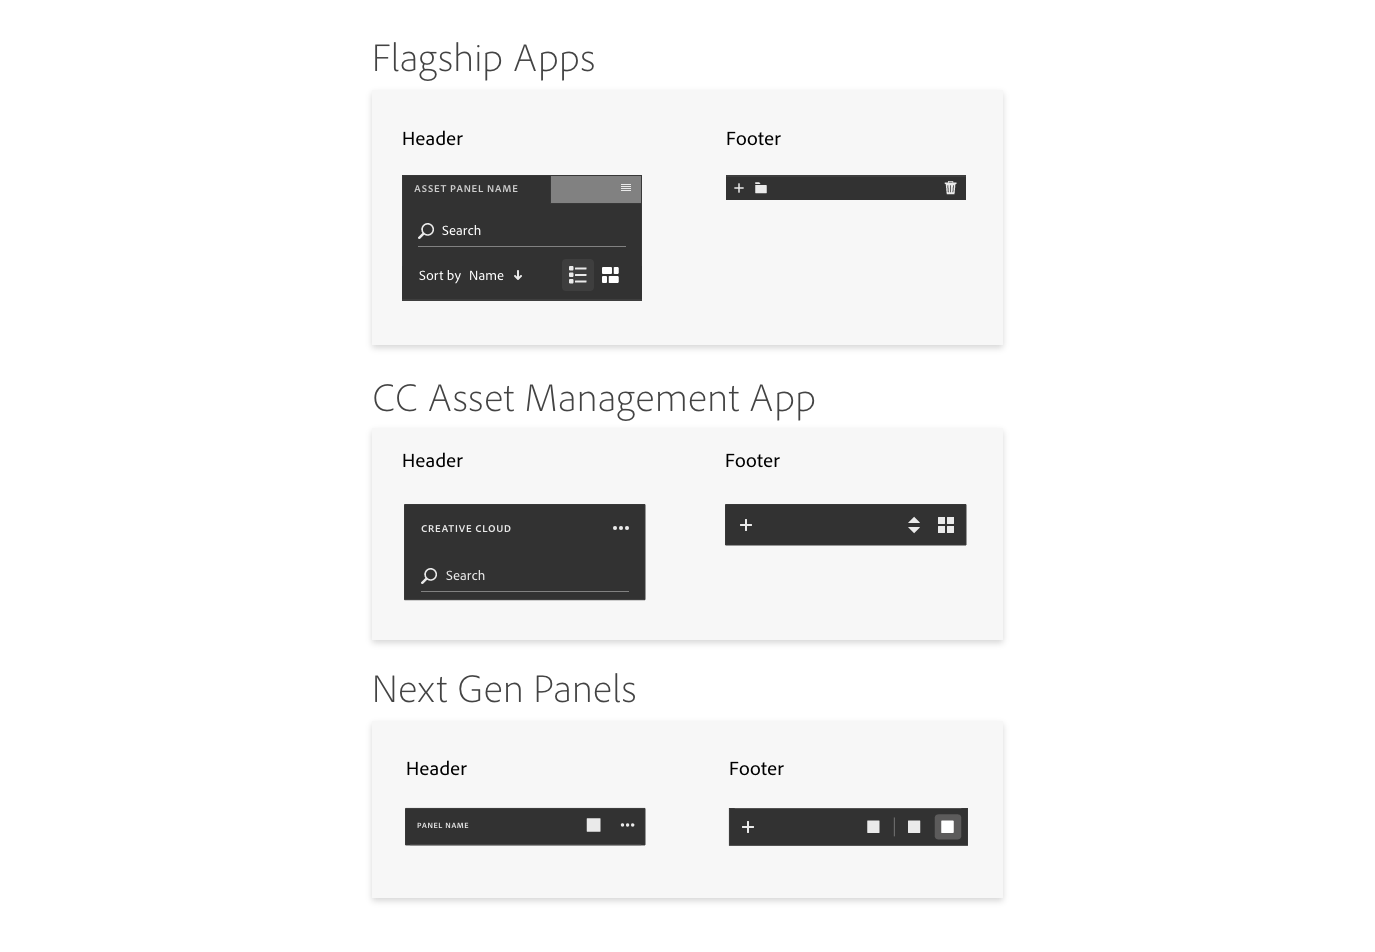 Flagship Apps
Header
Footer
ASSET PANEL NAME
Search
Sort by Name
CC Asset Management App
Header
Footer
CREATIVE CLOUD
Search
Next Gen Panels
Header
Footer
PANEL NAME